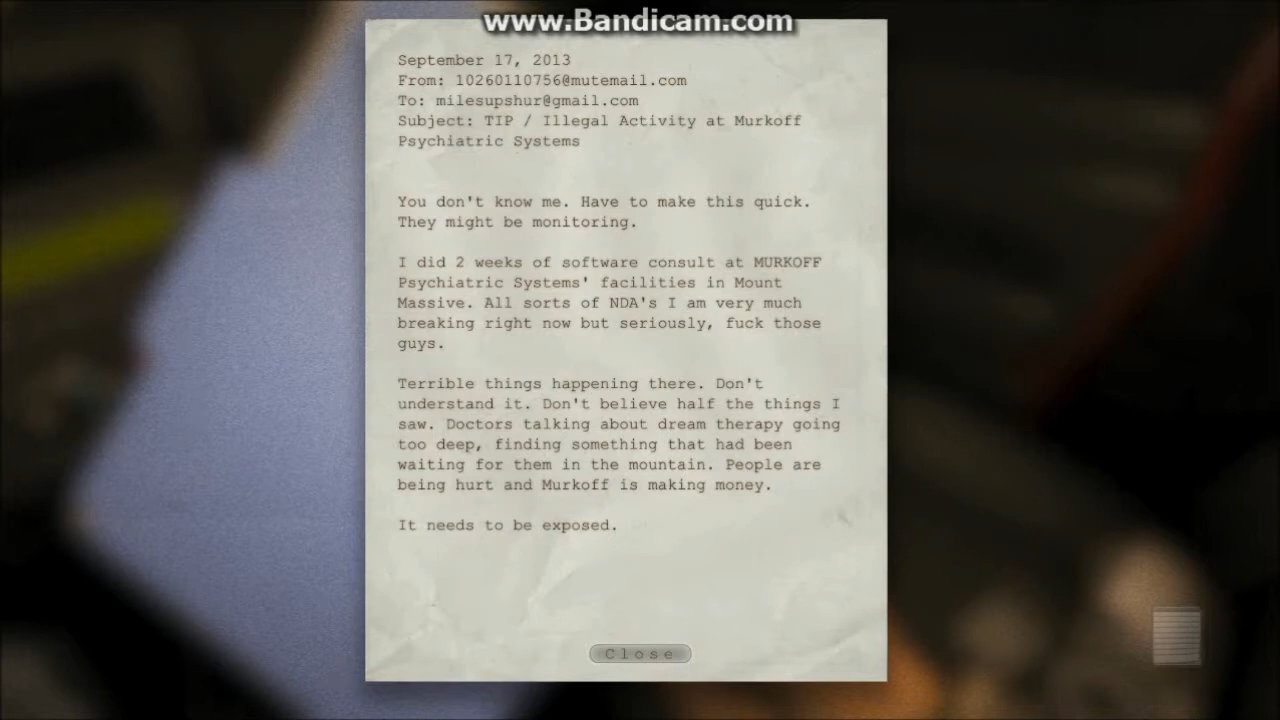 www.Bandicam.com
September 17, 2013
From: 10260110756@mutemail.com
To: milesupshur@gmail.com
Subject: TIP / Illegal Activity at Murkoff
Psychiatric Systems
You don't know me. Have to make this quick.
They might be monitoring.
I did 2 weeks of software consult at MURKOFF
Psychiatric Systems' facilities in Mount
Massive. All sorts of NDA's I am very much
breaking right now but seriously, fuck those
guys.
Terrible things happening there. Don't
understand it. Don't believe half the things I
saw. Doctors talking about dream therapy going
too deep, finding something that had been
waiting for them in the mountain. People are
being hurt and Murkoff is making money.
It needs to be exposed.
Close